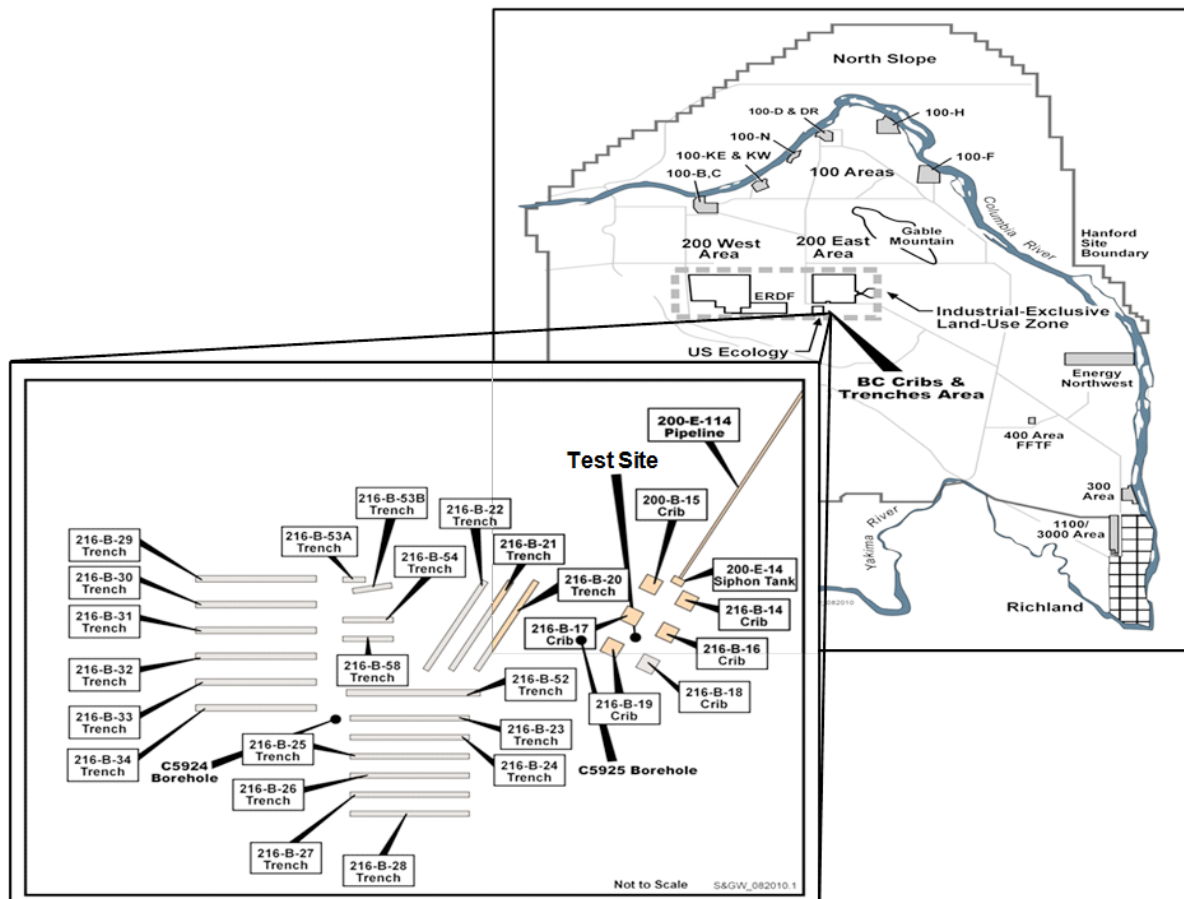 North Slope
100-D & DR
100-H
100-N
100-KE & KW
100-F
100-B,C
100 Areas
Columbia
River
Gable
Mountain
Hanford
Site
Boundary
200 West
Area
200 East
Area
ERDF
Industrial-Exclusive
Land-Use Zone
US Ecology
BC Cribs &
Trenches Area
Energy
Northwest
400 Area
FFTF
300
Area
1100/
3000 Area
Yakima River
Richland
082010
200-E-114
Pipeline
Test Site
216-B-53B
Trench
216-B-22
Trench
200-B-15
Crib
216-B-29
Trench
216-B-53A
Trench
216-B-54
Trench
216-B-21
Trench
216-B-30
Trench
216-B-20
Trench
200-E-14
Siphon Tank
216-B-31
Trench
216-B-17
Crib
216-B-14
Crib
216-B-32
Trench
216-B-58
Trench
216-B-16
Crib
216-B-33
Trench
216-B-52
Trench
216-B-19
Crib
216-B-18
Crib
216-B-34
Trench
216-B-25
Trench
216-B-23
Trench
C5924
Borehole
216-B-24
Trench
C5925 Borehole
216-B-26
Trench
216-B-27
Trench
216-B-28
Trench
Not to Scale
S&GW_082010.1